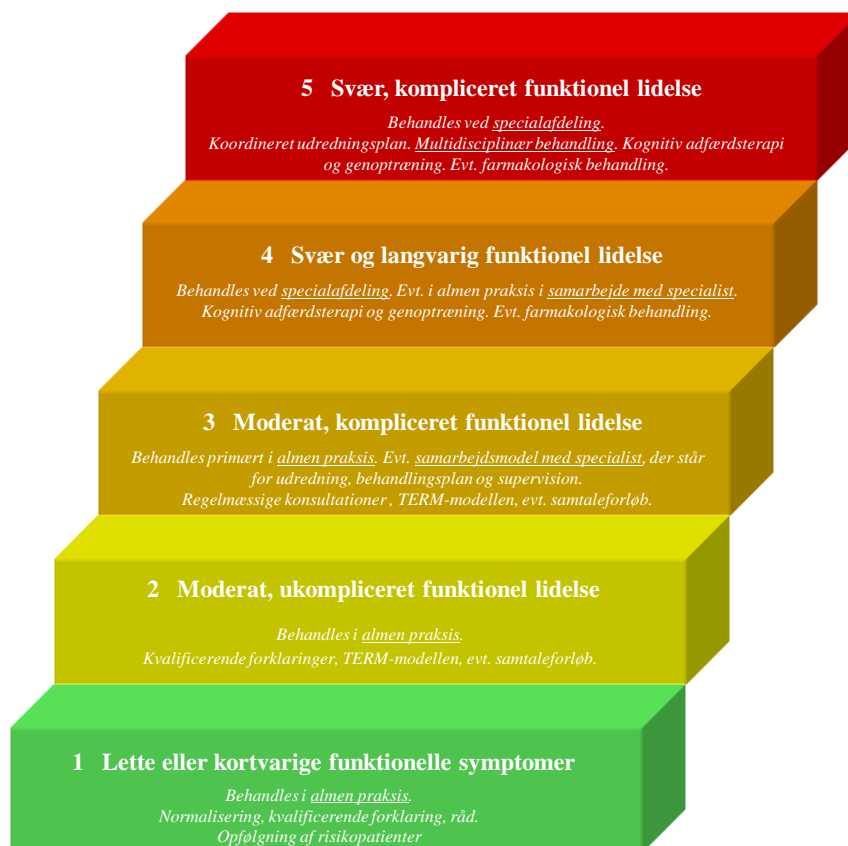 5 Svær, kompliceret funktionel lidelse
Behandles ved specialafdeling.
Koordineret udredningsplan. Multidisciplinær behandling. Kognitiv adfærdsterapi
og genoptræning. Evt. farmakologisk behandling.
4 Svær og langvarig funktionel lidelse
Behandles ved specialafdeling. Evt. i almen praksis i samarbejde med specialist.
Kognitiv adfærdsterapi og genoptræning. Evt. farmakologisk behandling.
3 Moderat, kompliceret funktionel lidelse
Behandles primært i almen praksis. Evt. samarbejdsmodel med specialist, der står
for udredning, behandlingsplan og supervision.
Regelmæssige konsultationer , TERM-modellen, evt. samtaleforløb.
2 Moderat, ukompliceret funktionel lidelse
Behandles i almen praksis.
Kvalificerende forklaringer, TERM-modellen, evt. samtaleforløb.
1 Lette eller kortvarige funktionelle symptomer
Behandles i almen praksis.
Normalisering, kvalificerende forklaring, råd.
Opfølgning af risikopatienter